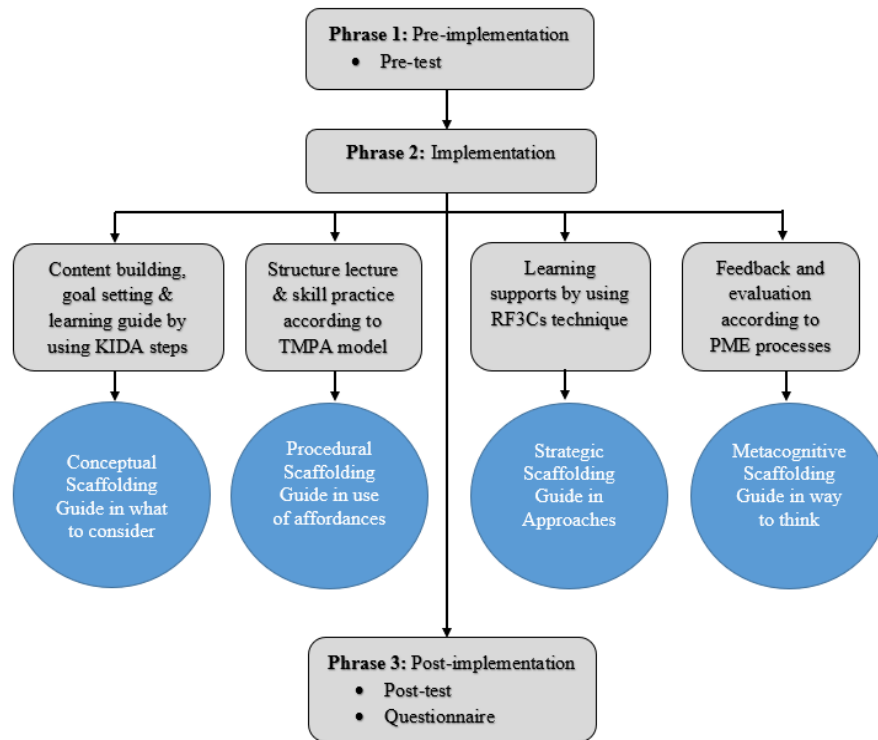 Phrase 1: Pre-implementation
• Pre-test
Phrase 2: Implementation
Content building,
goal setting &
learning guide by
using KIDA steps
Structure lecture
& skill practice
according to
TMPA model
Learning
supports by using
RF3Cs technique
Feedback and
evaluation
according to
PME processes
Conceptual
Scaffolding
Guide in what
to consider
Procedural
Scaffolding
Guide in use
of affordances
Strategic
Scaffolding
Guide in
Approaches
Metacognitive
Scaffolding
Guide in way
to think
Phrase 3: Post-implementation
• Post-test
• Questionnaire